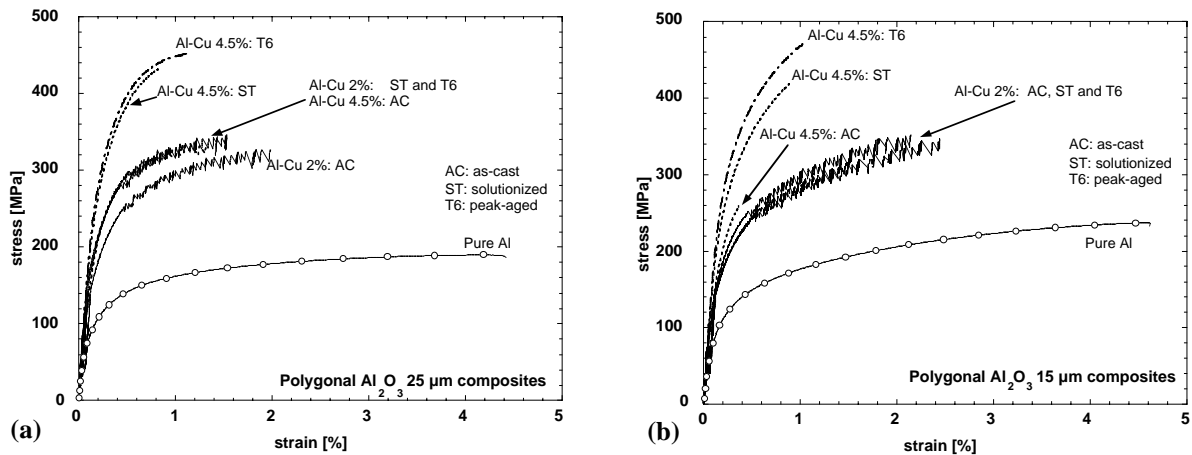 500
400
300
200
100
0
stress [MPa]
Al-Cu 4.5%: T6
Al-Cu 4.5%: ST
Al-Cu 2%: ST and T6
Al-Cu 4.5%: AC
Al-Cu 2%: AC
AC: as-cast
ST: solutionized
T6: peak-aged
Pure Al
Polygonal Al2O3 25 μm composites
0 1 2 3 4 5
strain [%]
(a)
500
400
300
200
100
0
stress [MPa]
Al-Cu 4.5%: T6
Al-Cu 4.5%: ST
Al-Cu 2%: AC, ST and T6
Al-Cu 4.5%: AC
AC: as-cast
ST: solutionized
T6: peak-aged
Pure Al
Polygonal Al2O3 15 μm composites
0 1 2 3 4 5
strain [%]
(b)